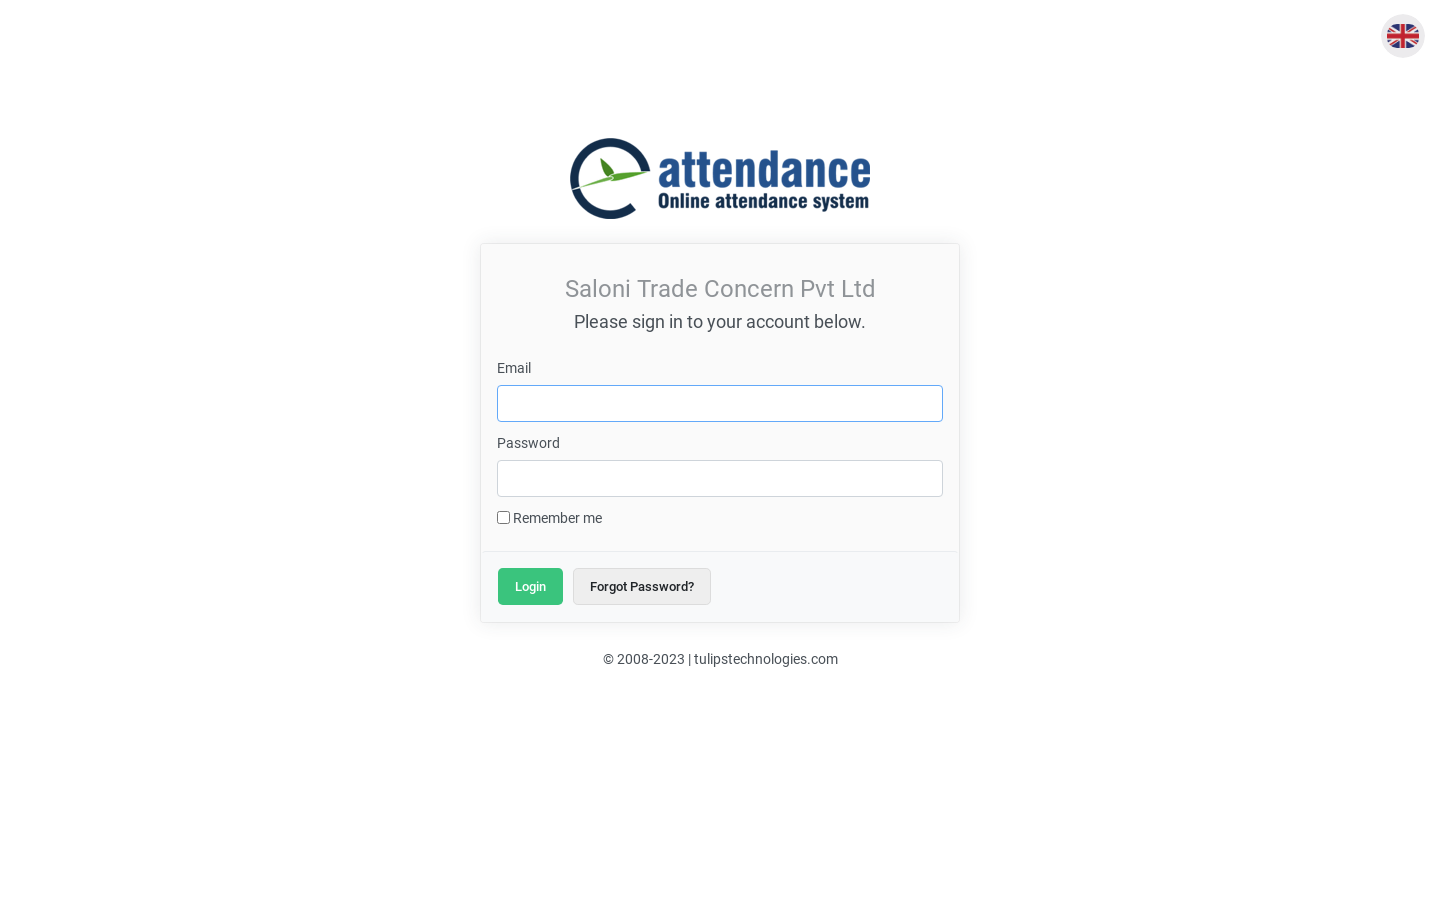 attendance
Online attendance system
Saloni Trade Concern Pvt Ltd
Please sign in to your account below.
Email
Password
Remember me
Login Forgot Password?
© 2008-2023 | tulipstechnologies.com